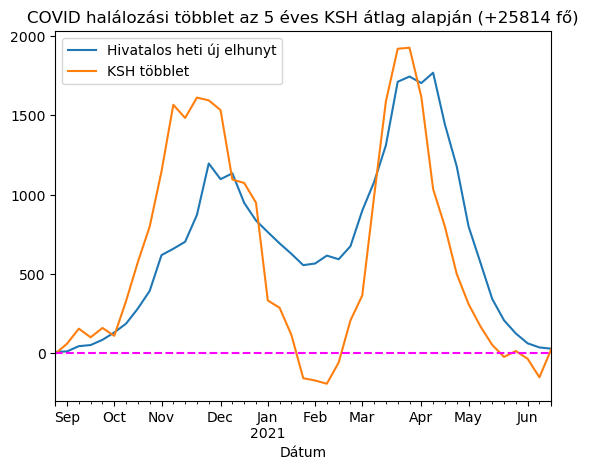 COVID halálozási többlet az 5 éves KSH átlag alapján (+25814 fő)
Hivatalos heti új elhunyt
KSH többlet
2000
1500
1000
500
0
Sep Oct Nov Dec Jan Feb Mar Apr May Jun
2021
Dátum